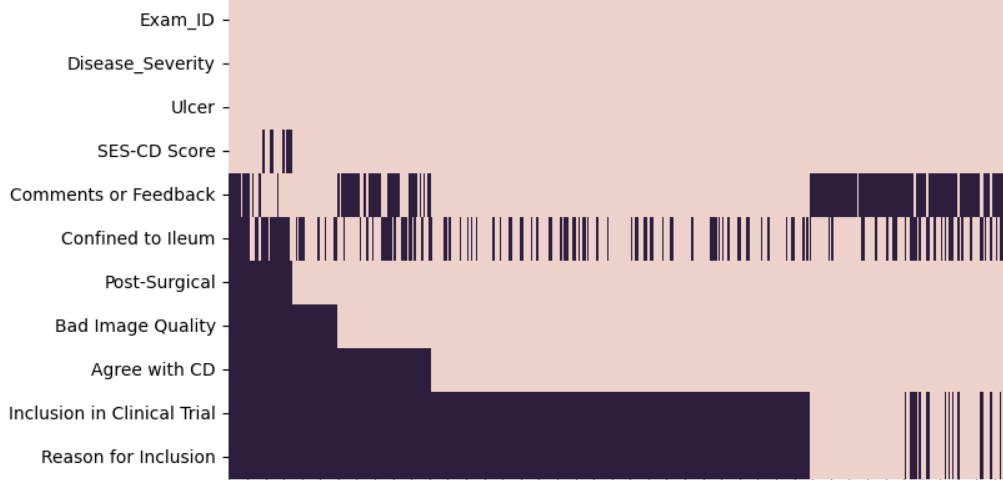 Exam_ID
Disease_Severity
Ulcer
SES-CD Score
Comments or Feedback
Confined to Ileum
Post-Surgical
Bad Image Quality
Agree with CD
Inclusion in Clinical Trial
Reason for Inclusion